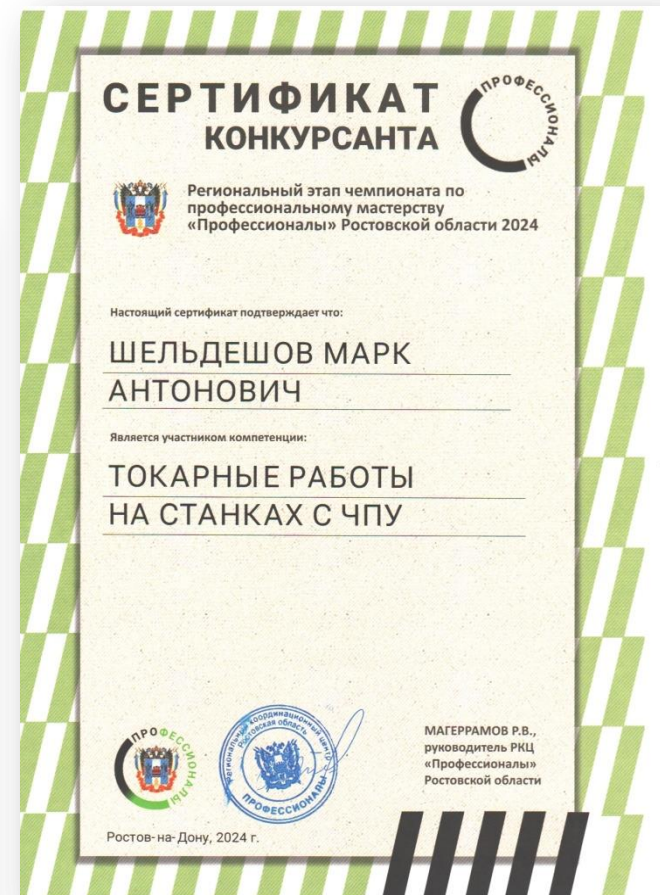 СЕРТИФИКАТ
КОНКУРСАНТА
ПРОФЕССИОНАЛЫ
Региональный этап чемпионата по
профессиональному мастерству
«Профессионалы» Ростовской области 2024
Настоящий сертификат подтверждает что:
ШЕЛЬДЕШОВ МАРК
АНТОНОВИЧ
Является участником компетенции:
ТОКАРНЫЕ РАБОТЫ
НА СТАНКАХ С ЧПУ
ПРОФЕССИОНАЛЫ
Региональный координационный центр
Ростовская область
ПРОФЕССИОНАЛЫ
МАГЕРРАМОВ Р.В.,
руководитель РКЦ
«Профессионалы»
Ростовской области
Ростов-на-Дону, 2024 г.